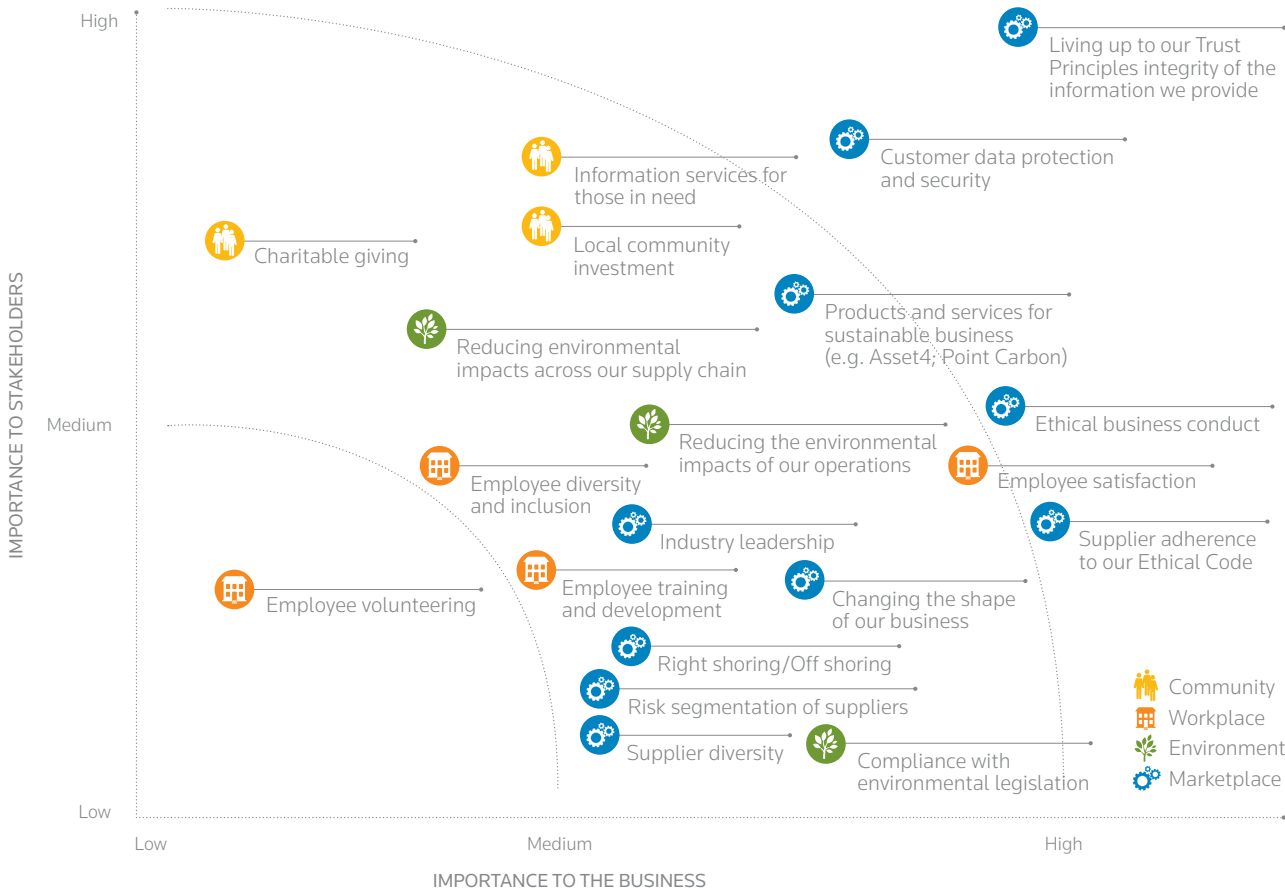 High
Living up to our Trust
Principles integrity of the
information we provide
Customer data protection
and security
Information services for
those in need
Local community
investment
Charitable giving
Products and services for
sustainable business
(e.g. Asset4; Point Carbon)
Reducing environmental
impacts across our supply chain
IMPORTANCE TO STAKEHOLDERS
Medium
Ethical business conduct
Reducing the environmental
impacts of our operations
Employee diversity
and inclusion
Employee satisfaction
Industry leadership
Supplier adherence
to our Ethical Code
Employee volunteering
Employee training
and development
Changing the shape
of our business
Right shoring/Off shoring
Risk segmentation of suppliers
Supplier diversity
Compliance with
environmental legislation
Community
Workplace
Environment
Marketplace
Low
Low
Medium
High
IMPORTANCE TO THE BUSINESS